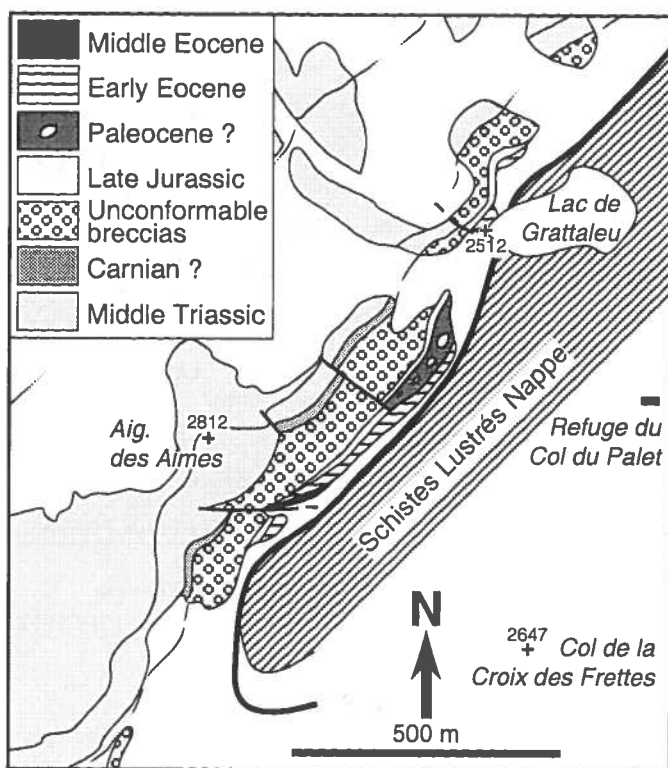 Middle Eocene
Early Eocene
Paleocene ?
Late Jurassic
Unconformable
breccias
Carnian ?
Middle Triassic
Lac de
Grattaleu
2512
2812
Aig.
des Aimes
Refuge du
Col du Palet
Schistes Lustrés Nappe
N
2647
Col de la
Croix des Frettes
500 m